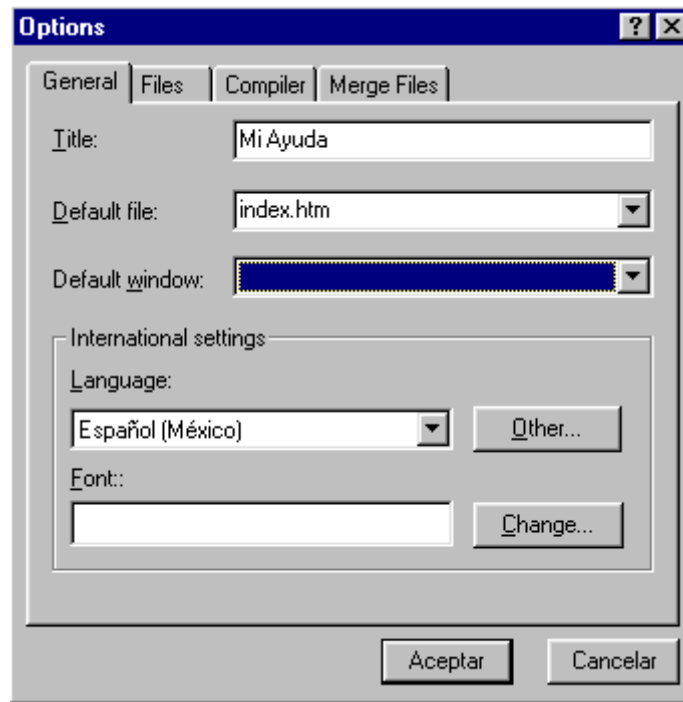 Options
General Files Compiler Merge Files
Title: Mi Ayuda
Default file: index.htm
Default window:
International settings
Language:
Español (México) Other...
Font::
Change...
Aceptar Cancelar